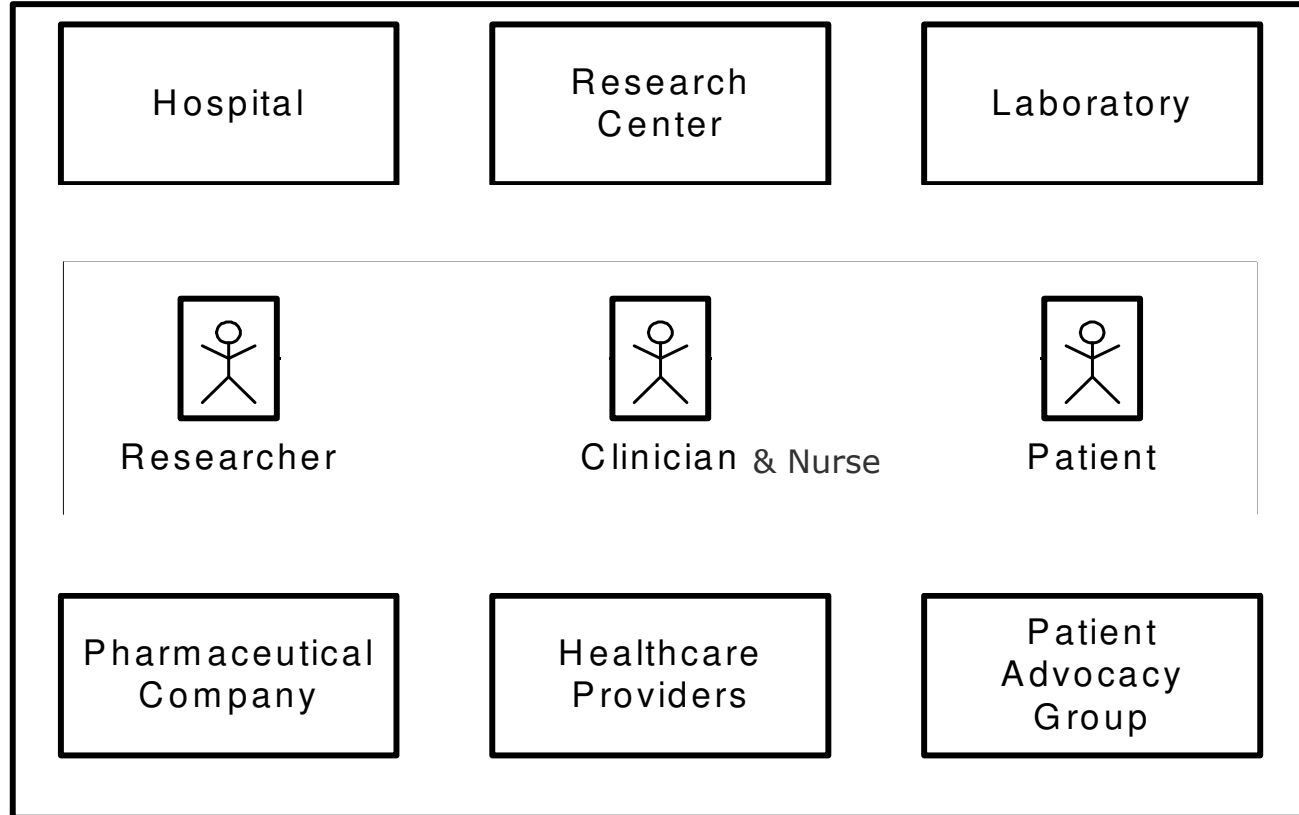 Hospital
Research
Center
Laboratory
Researcher
Clinician & Nurse
Patient
Pharmaceutical
Company
Healthcare
Providers
Patient
Advocacy
Group